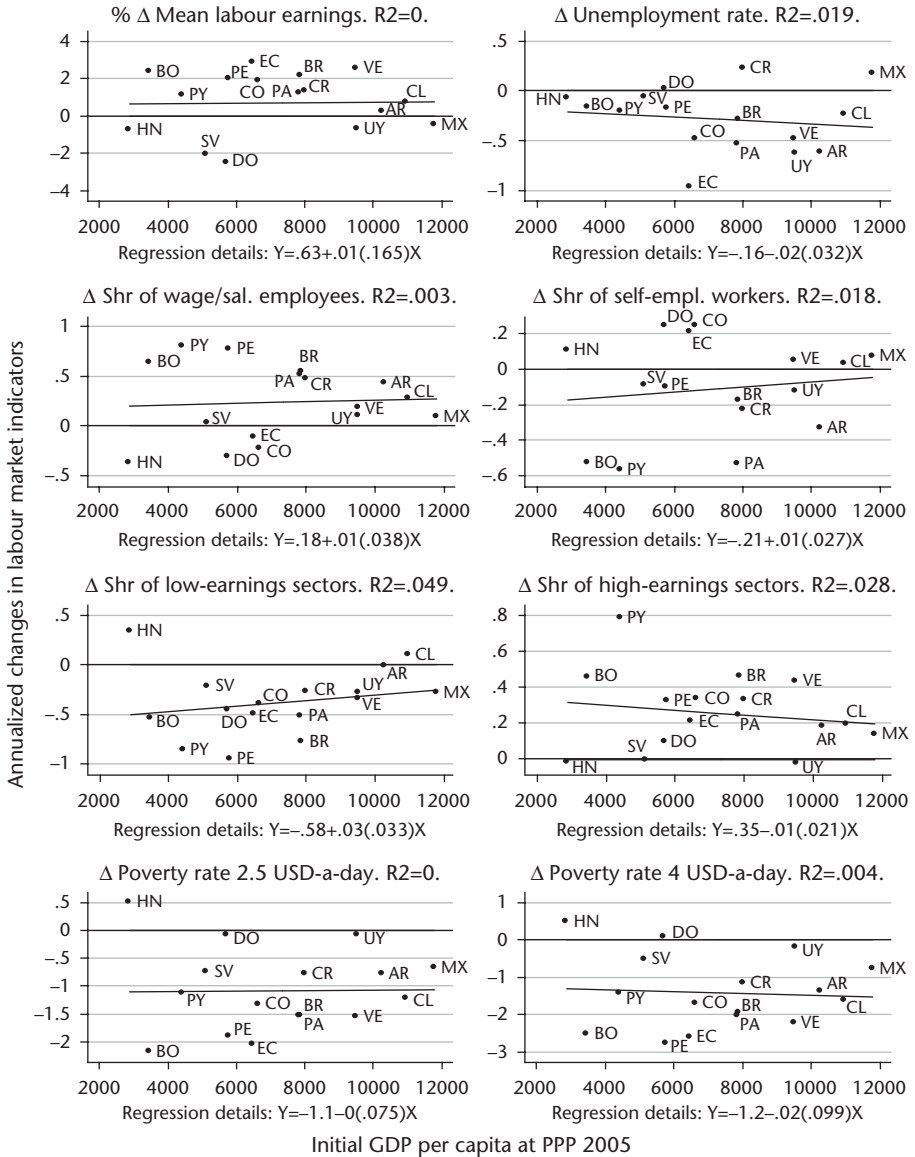 % Δ Mean labour earnings. R2=0.
4
2
0
–2
–4
BO
PY
HN
SV
DO
PE
EC
CO
PA
BR
CR
VE
UY
AR
CL
MX
2000 4000 6000 8000 10000 12000
Regression details: Y=.63+.01(.165)X
Δ Unemployment rate. R2=.019.
.5
0
–.5
–1
HN
BO
PY
SV
DO
PE
CO
EC
CR
BR
PA
VE
UY
AR
CL
MX
2000 4000 6000 8000 10000 12000
Regression details: Y=–.16–.02(.032)X
Δ Shr of wage/sal. employees. R2=.003.
1
.5
0
–.5
PY
BO
PE
HN
SV
DO
EC
CO
BR
PA
CR
AR
CL
VE
UY
MX
2000 4000 6000 8000 10000 12000
Regression details: Y=.18+.01(.038)X
Δ Shr of self-empl. workers. R2=.018.
.2
0
–.2
–.4
–.6
HN
DO
CO
EC
SV
PE
BO
PY
BR
CR
PA
VE
UY
AR
CL
MX
2000 4000 6000 8000 10000 12000
Regression details: Y=–.21+.01(.027)X
Δ Shr of low-earnings sectors. R2=.049.
.5
0
–.5
–1
HN
SV
BO
PY
PE
DO
EC
CO
CR
PA
BR
UY
VE
AR
CL
MX
2000 4000 6000 8000 10000 12000
Regression details: Y=–.58+.03(.033)X
Δ Shr of high-earnings sectors. R2=.028.
.8
.6
.4
.2
0
PY
BO
HN
SV
PE
CO
EC
DO
BR
CR
PA
VE
UY
AR
CL
MX
2000 4000 6000 8000 10000 12000
Regression details: Y=.35–.01(.021)X
Δ Poverty rate 2.5 USD-a-day. R2=0.
.5
0
–1
–1.5
–2
HN
DO
UY
SV
PY
BO
PE
EC
CO
CR
BR
PA
VE
AR
CL
MX
2000 4000 6000 8000 10000 12000
Regression details: Y=–1.1–0(.075)X
Δ Poverty rate 4 USD-a-day. R2=.004.
1
0
–1
–2
–3
HN
DO
SV
PY
BO
PE
EC
CO
CR
BR
PA
UY
VE
AR
CL
MX
2000 4000 6000 8000 10000 12000
Regression details: Y=–1.2–.02(.099)X
Annualized changes in labour market indicators
Initial GDP per capita at PPP 2005